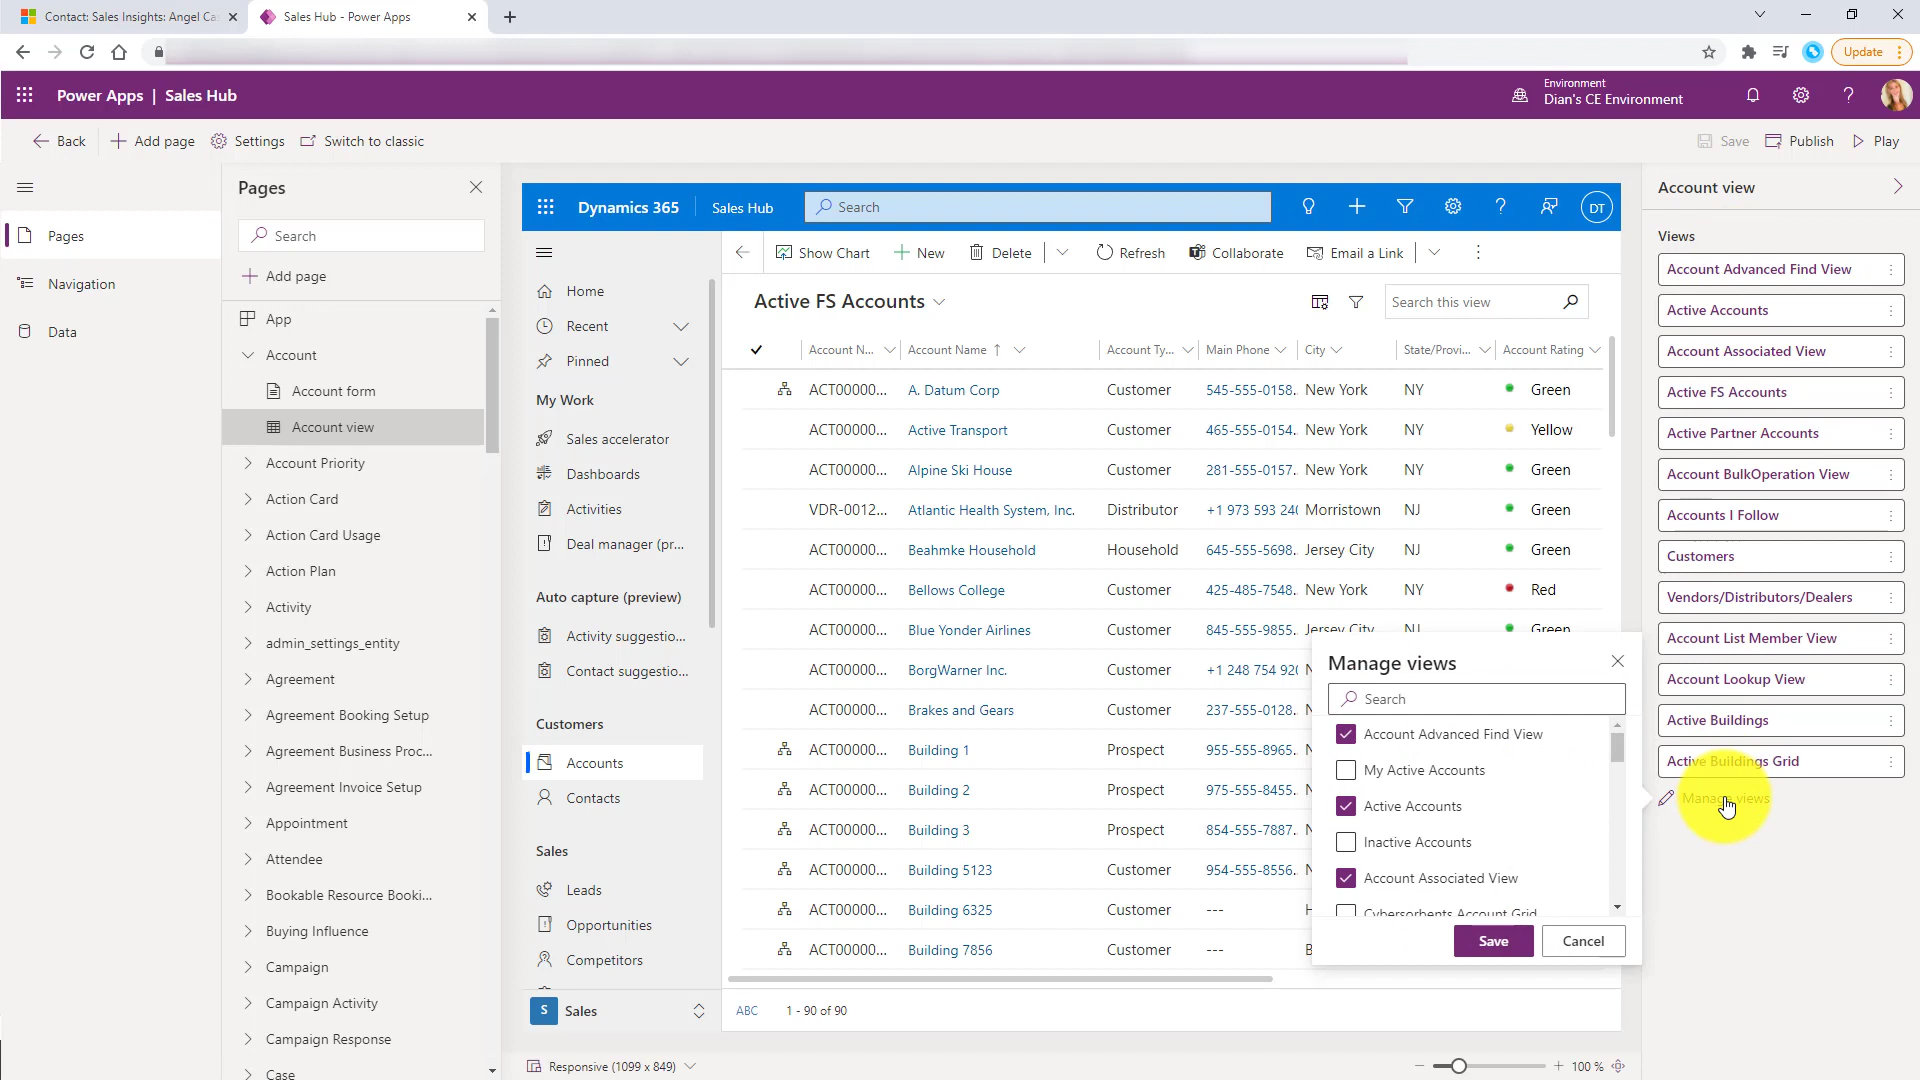 Contact: Sales Insights: Angel Ca
Sales Hub - Power Apps
Update
Power Apps | Sales Hub
Environment
Dian's CE Environment
Back
Add page
Settings
Switch to classic
Save
Publish
Play
Pages
Navigation
Data
Pages
Search
Add page
App
Account
Account form
Account view
Account Priority
Action Card
Action Card Usage
Action Plan
Activity
admin_settings_entity
Agreement
Agreement Booking Setup
Agreement Business Proc...
Agreement Invoice Setup
Appointment
Attendee
Bookable Resource Booki...
Buying Influence
Campaign
Campaign Activity
Campaign Response
Case
Dynamics 365
Sales Hub
Search
DT
Home
Recent
Pinned
My Work
Sales accelerator
Dashboards
Activities
Deal manager (pr...
Auto capture (preview)
Activity suggestio...
Contact suggestio...
Customers
Accounts
Contacts
Sales
Leads
Opportunities
Competitors
S Sales
Show Chart
New
Delete
Refresh
Collaborate
Email a Link
Active FS Accounts
Search this view
Account N... Account Name Account Ty... Main Phone City State/Provi... Account Rating
ACT00000... A. Datum Corp Customer 545-555-0158. New York NY Green
ACT00000... Active Transport Customer 465-555-0154. New York NY Yellow
ACT00000... Alpine Ski House Customer 281-555-0157. New York NY Green
VDR-0012... Atlantic Health System, Inc. Distributor +1 973 593 240 Morristown NJ Green
ACT00000... Beahmke Household Household 645-555-5698. Jersey City NJ Green
ACT00000... Bellows College Customer 425-485-7548. New York NY Red
ACT00000... Blue Yonder Airlines Customer 845-555-9855. Jersey City NJ Green
ACT00000... BorgWarner Inc. Customer +1 248 754 920
ACT00000... Brakes and Gears Customer 237-555-0128.
ACT00000... Building 1 Prospect 955-555-8965.
ACT00000... Building 2 Prospect 975-555-8455.
ACT00000... Building 3 Prospect 854-555-7887.
ACT00000... Building 5123 Customer 954-555-8556.
ACT00000... Building 6325 Customer ---
ACT00000... Building 7856 Customer ---
ABC 1 - 90 of 90
Responsive (1099 x 849)
100 %
Manage views
Search
Account Advanced Find View
My Active Accounts
Active Accounts
Inactive Accounts
Account Associated View
Cybersorbents Account Grid
Save
Cancel
Account view
Views
Account Advanced Find View
Active Accounts
Account Associated View
Active FS Accounts
Active Partner Accounts
Account BulkOperation View
Accounts I Follow
Customers
Vendors/Distributors/Dealers
Account List Member View
Account Lookup View
Active Buildings
Active Buildings Grid
Manage views